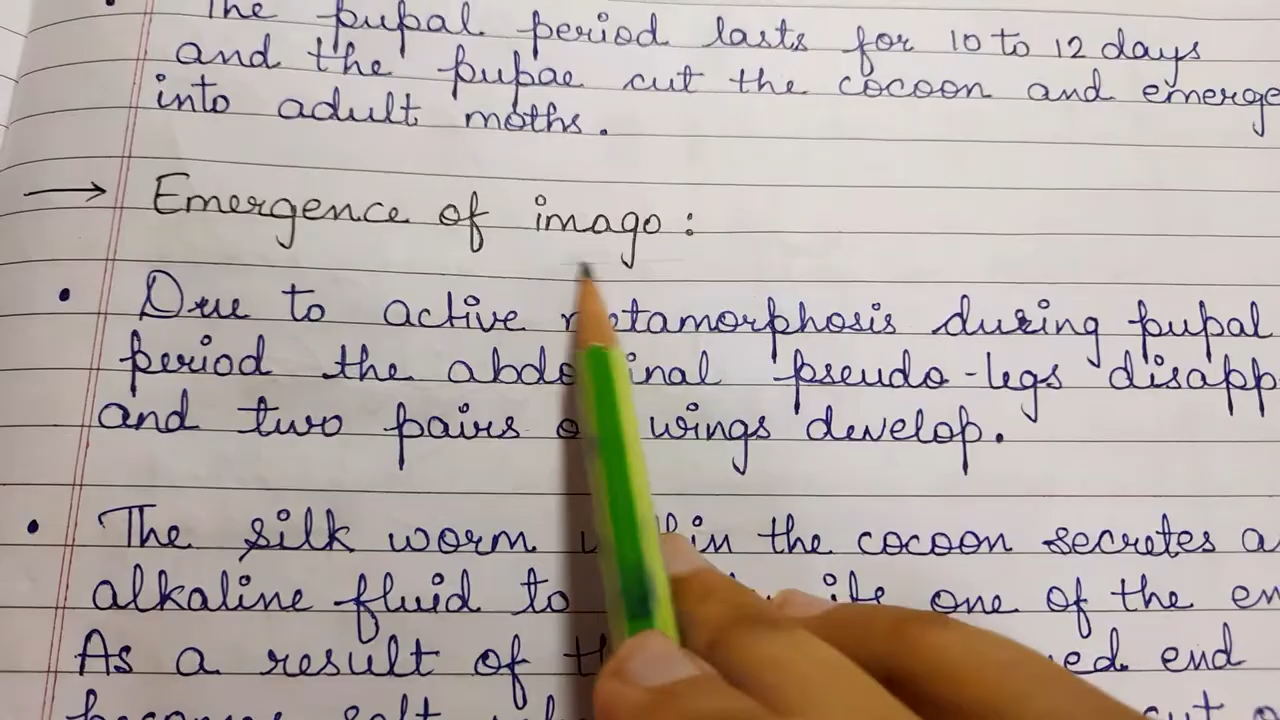 The pupal period lasts for 10 to 12 days
and the pupae cut the cocoon and emerge
into adult moths.
→ Emergence of imago:
• Due to active metamorphosis during pupal
period the abdominal pseudo-legs
and two pairs wings develop.
• The silk worm the cocoon secretes
alkaline fluid to one of the
As a result of end